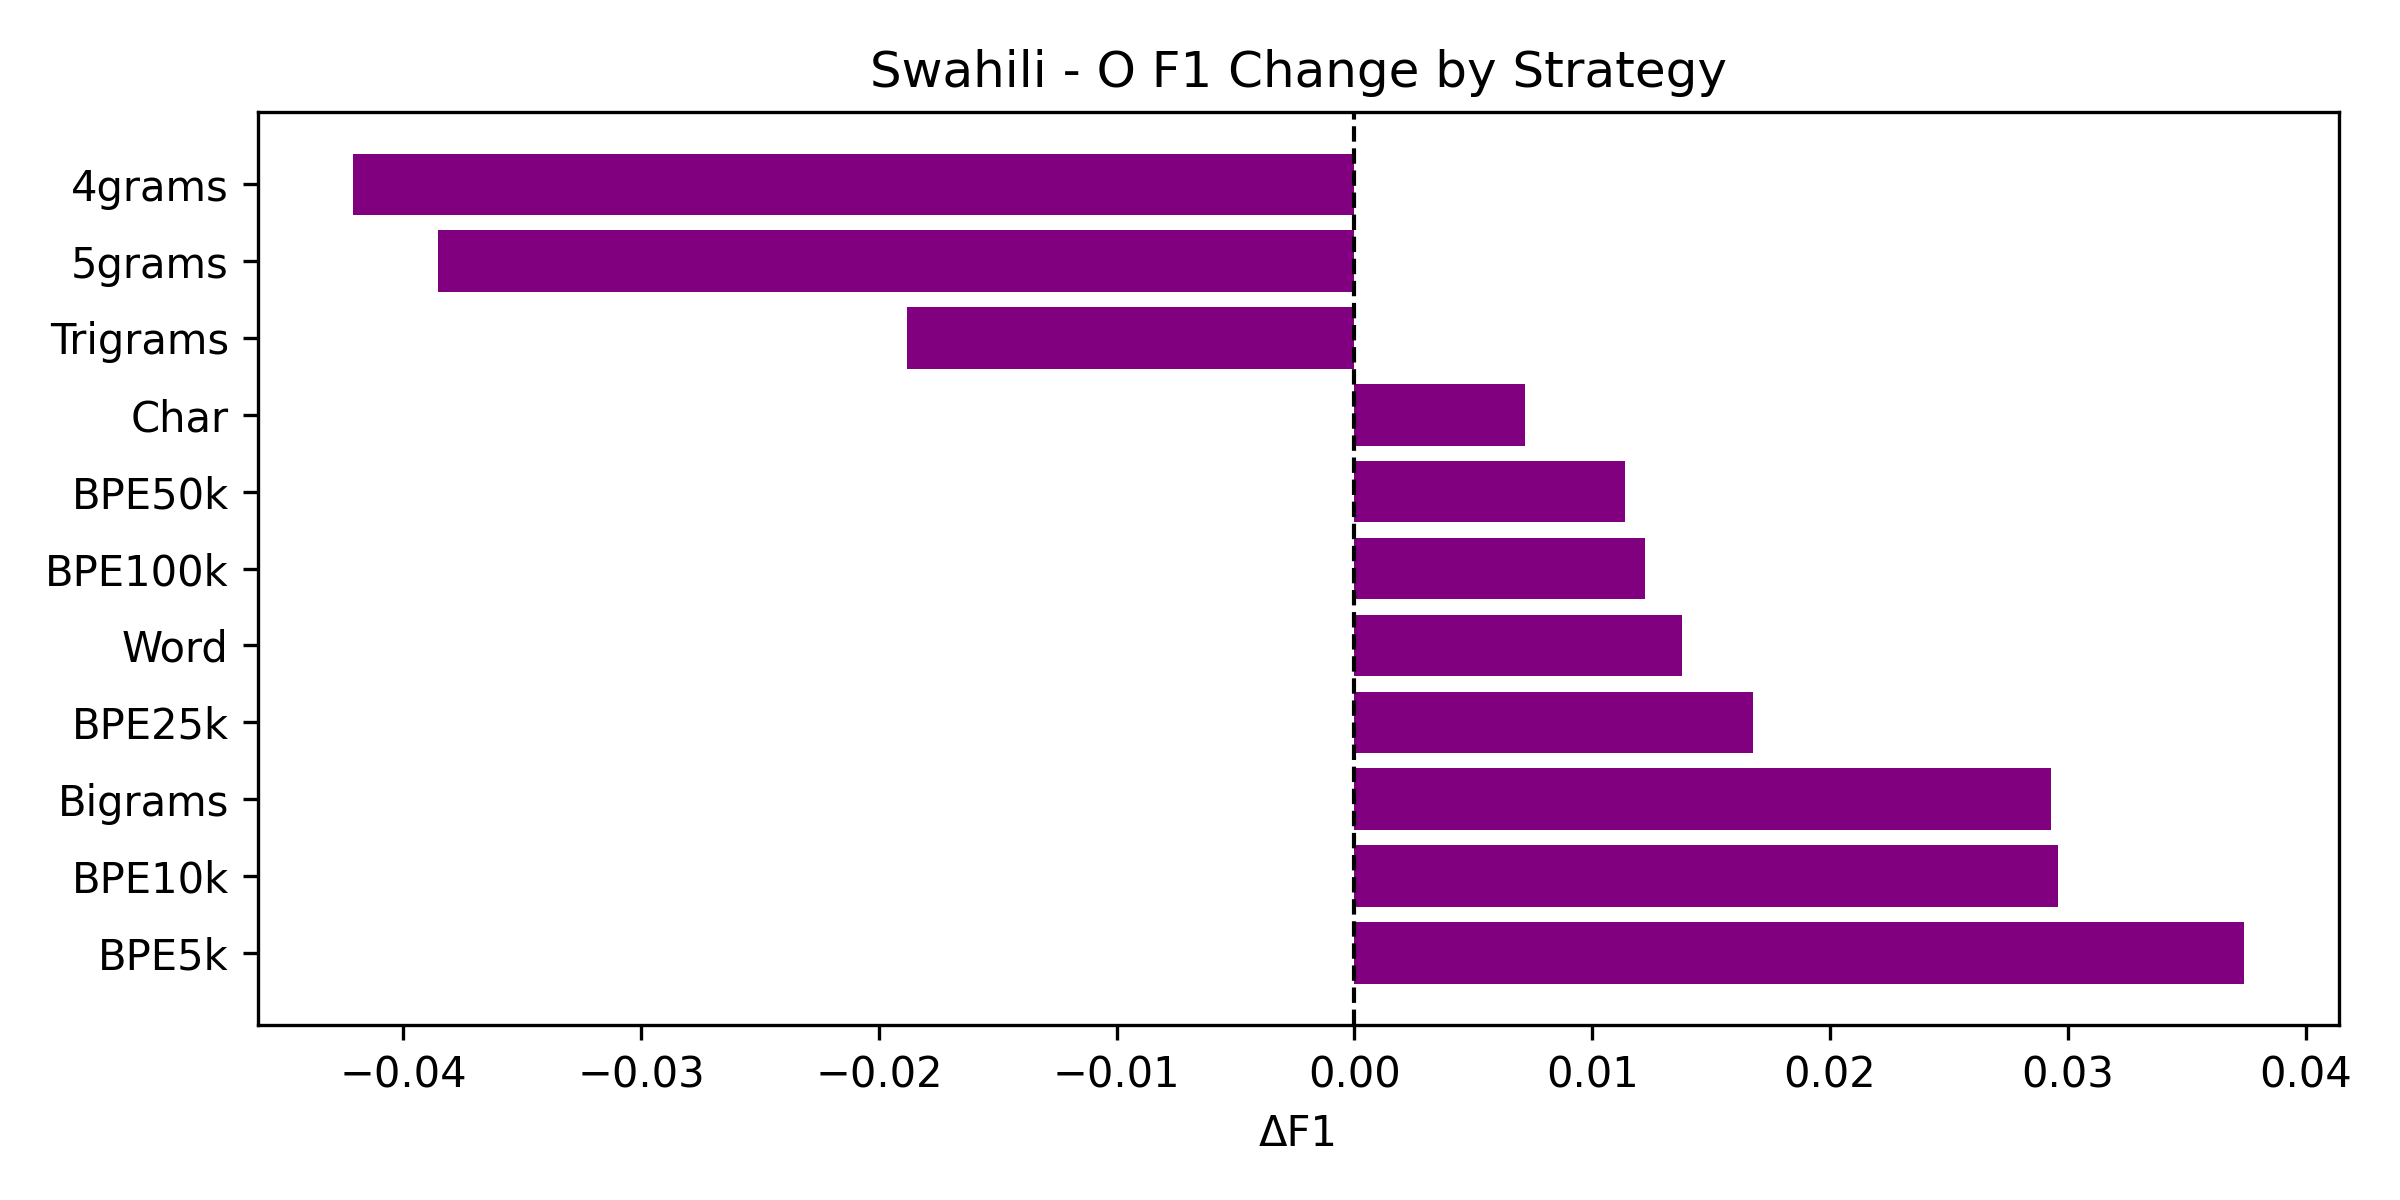 Swahili - O F1 Change by Strategy
4grams
5grams
Trigrams
Char
BPE50k
BPE100k
Word
BPE25k
Bigrams
BPE10k
BPE5k
−0.04 −0.03 −0.02 −0.01 0.00 0.01 0.02 0.03 0.04
ΔF1